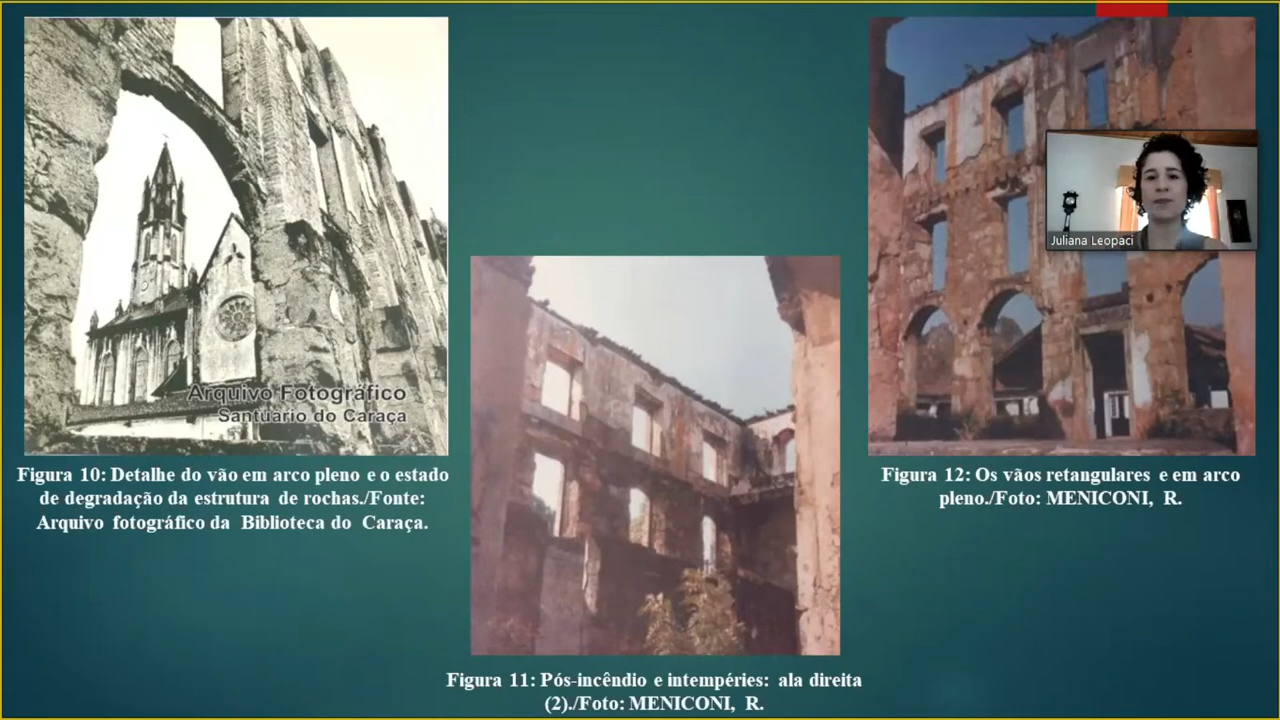 Arquivo Fotográfico
Santuário do Caraça
Figura 10: Detalhe do vão em arco pleno e o estado
de degradação da estrutura de rochas./Fonte:
Arquivo fotográfico da Biblioteca do Caraça.
Figura 11: Pós-incêndio e intempéries: ala direita
(2)./Foto: MENICONI, R.
Juliana Leopaci
Figura 12: Os vãos retangulares e em arco
pleno./Foto: MENICONI, R.